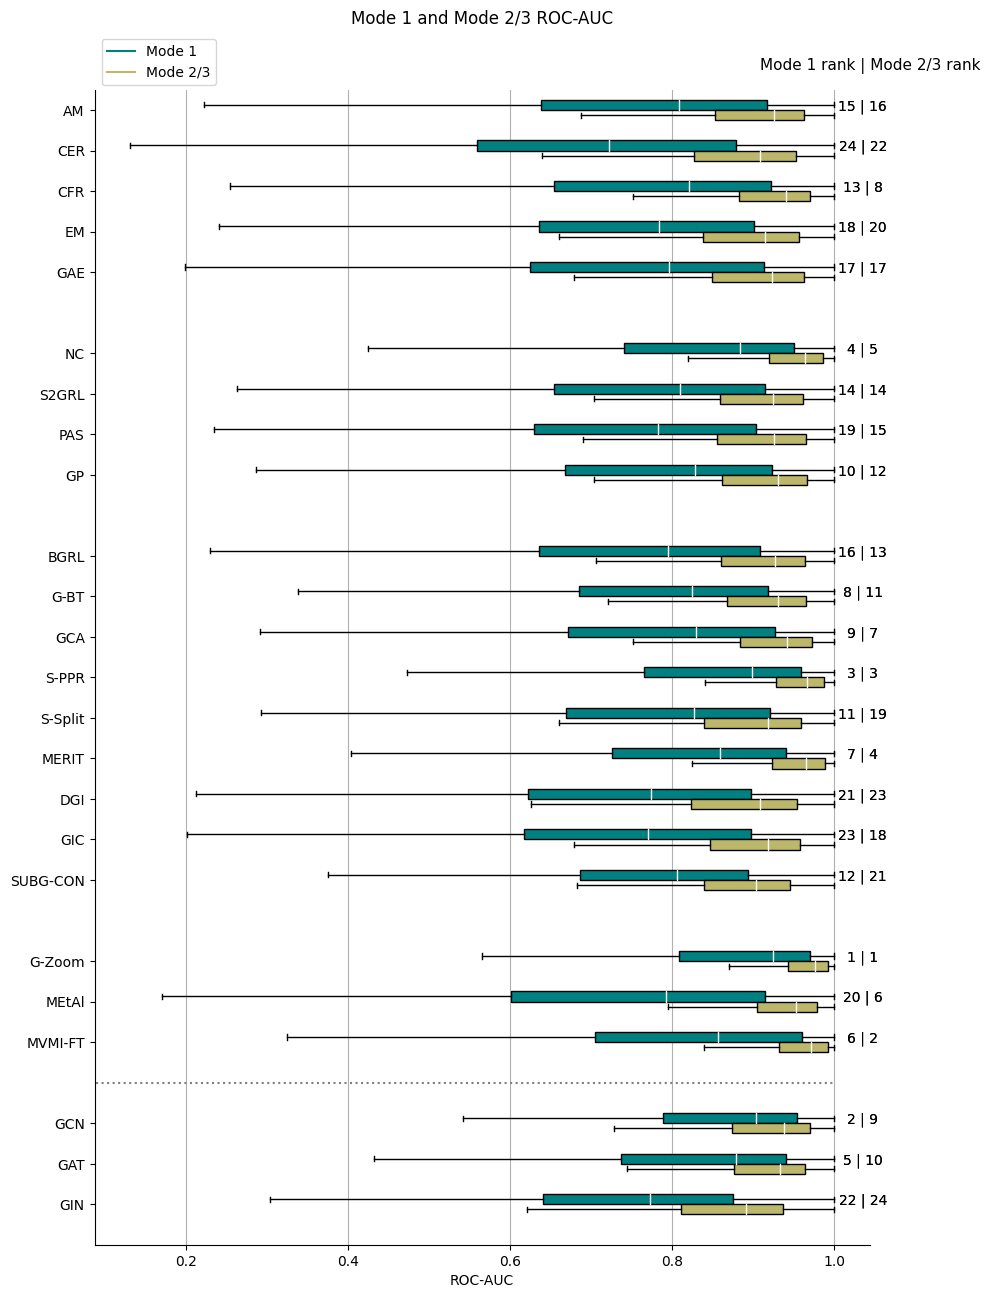 Mode 1 and Mode 2/3 ROC-AUC
Mode 1
Mode 2/3
Mode 1 rank | Mode 2/3 rank
AM 15 | 16
CER 24 | 22
CFR 13 | 8
EM 18 | 20
GAE 17 | 17
NC 4 | 5
S2GRL 14 | 14
PAS 19 | 15
GP 10 | 12
BGRL 16 | 13
G-BT 8 | 11
GCA 9 | 7
S-PPR 3 | 3
S-Split 11 | 19
MERIT 7 | 4
DGI 21 | 23
GIC 23 | 18
SUBG-CON 12 | 21
G-Zoom 1 | 1
MEtAl 20 | 6
MVMI-FT 6 | 2
GCN 2 | 9
GAT 5 | 10
GIN 22 | 24
0.2 0.4 0.6 0.8 1.0
ROC-AUC